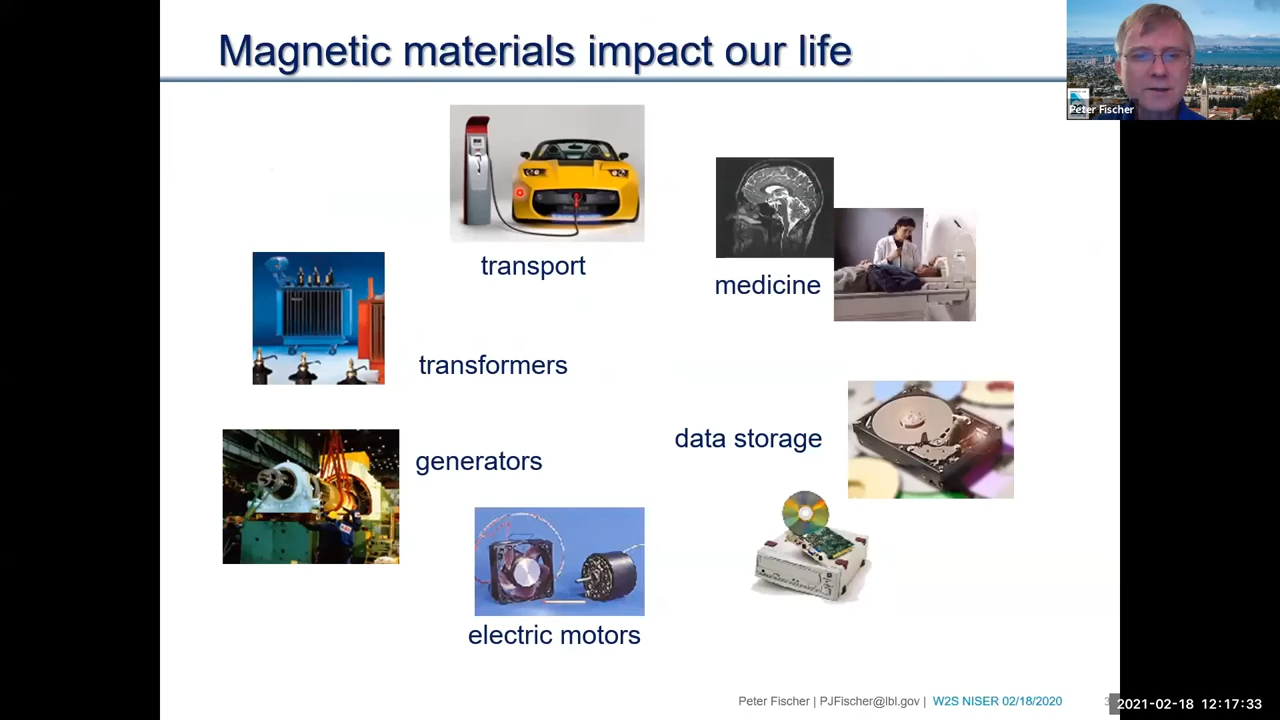 Magnetic materials impact our life
Peter Fischer
transport
medicine
transformers
data storage
generators
electric motors
Peter Fischer | PJFischer@lbl.gov | W2S NISER 02/18/2020
3
2021-02-18 12:17:33